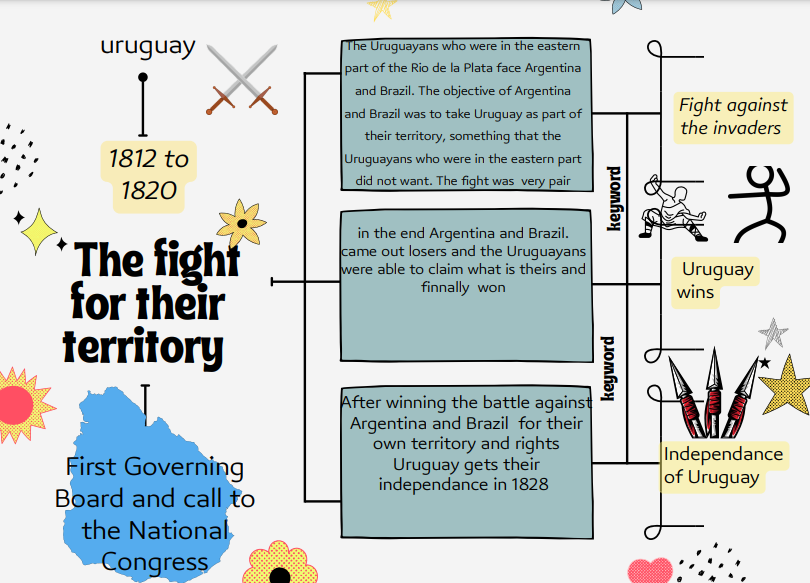 uruguay
1812 to
1820
The fight
for their
territory
First Governing
Board and call to
the National
Congress
The Uruguayans who were in the eastern
part of the Rio de la Plata face Argentina
and Brazil. The objective of Argentina
and Brazil was to take Uruguay as part of
their territory, something that the
Uruguayans who were in the eastern part
did not want. The fight was very pair
in the end Argentina and Brazil.
came out losers and the Uruguayans
were able to claim what is theirs and
finnally won
After winning the battle against
Argentina and Brazil for their
own territory and rights
Uruguay gets their
independance in 1828
keyword
keyword
Fight against
the invaders
Uruguay
wins
Independance
of Uruguay